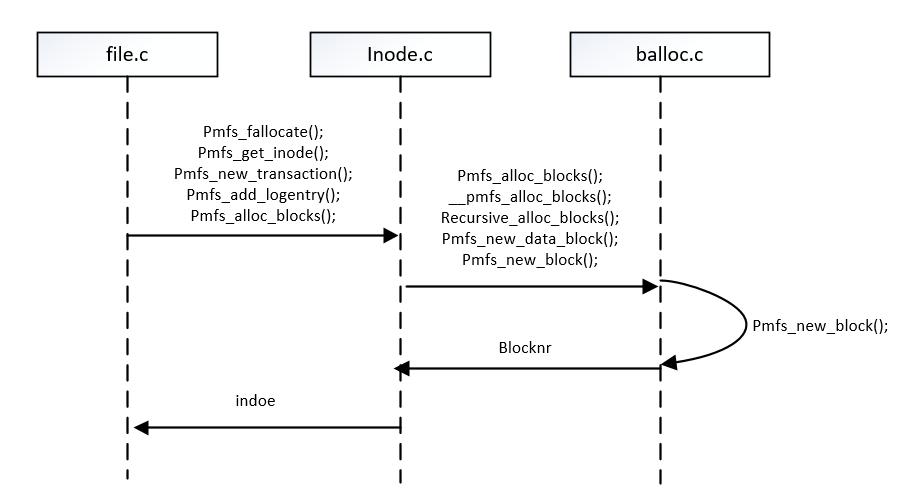 file.c
Inode.c
balloc.c
Pmfs_fallocate();
Pmfs_get_inode();
Pmfs_new_transaction();
Pmfs_add_logentry();
Pmfs_alloc_blocks();
Pmfs_alloc_blocks();
__pmfs_alloc_blocks();
Recursive_alloc_blocks();
Pmfs_new_data_block();
Pmfs_new_block();
Pmfs_new_block();
Blocknr
indoe